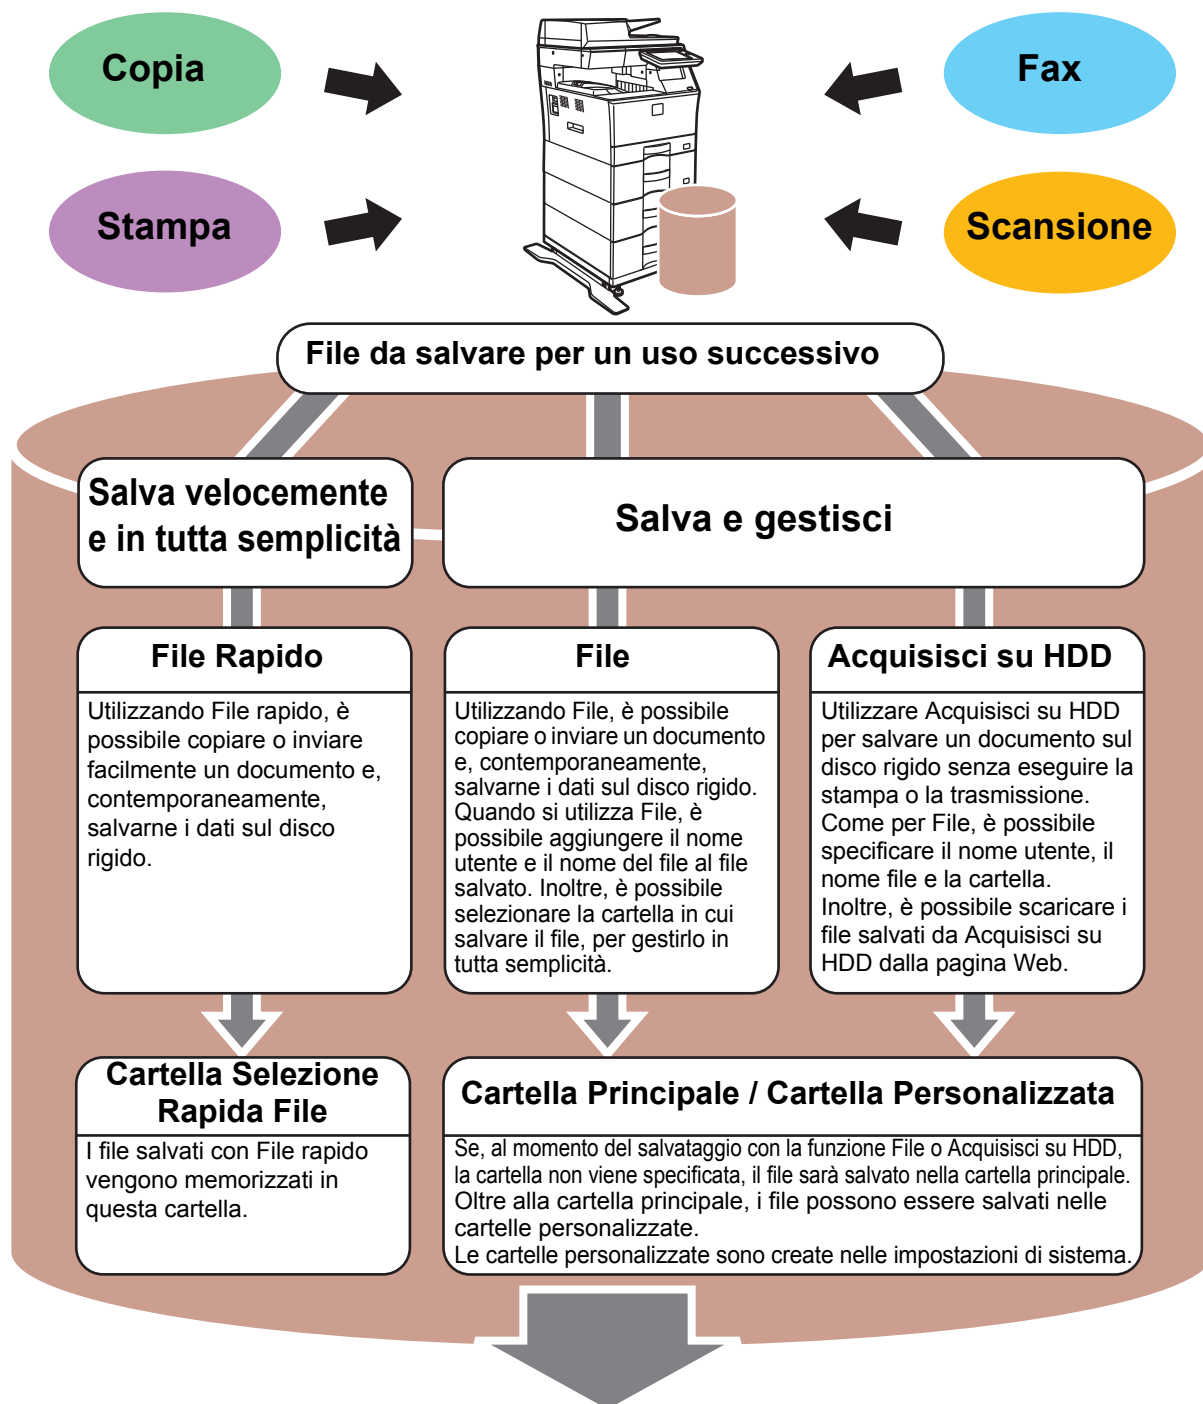 Copia
Fax
Stampa
Scansione
File da salvare per un uso successivo
Salva velocemente
e in tutta semplicità
Salva e gestisci
File Rapido
Utilizzando File rapido, è
possibile copiare o inviare
facilmente un documento e,
contemporaneamente,
salvarne i dati sul disco
rigido.
File
Utilizzando File, è possibile
copiare o inviare un documento
e, contemporaneamente,
salvarne i dati sul disco rigido.
Quando si utilizza File, è
possibile aggiungere il nome
utente e il nome del file al file
salvato. Inoltre, è possibile
selezionare la cartella in cui
salvare il file, per gestirlo in
tutta semplicità.
Acquisisci su HDD
Utilizzare Acquisisci su HDD
per salvare un documento sul
disco rigido senza eseguire la
stampa o la trasmissione.
Come per File, è possibile
specificare il nome utente, il
nome file e la cartella.
Inoltre, è possibile scaricare i
file salvati da Acquisisci su
HDD dalla pagina Web.
Cartella Selezione
Rapida File
I file salvati con File rapido
vengono memorizzati in
questa cartella.
Cartella Principale / Cartella Personalizzata
Se, al momento del salvataggio con la funzione File o Acquisisci su HDD,
la cartella non viene specificata, il file sarà salvato nella cartella principale.
Oltre alla cartella principale, i file possono essere salvati nelle
cartelle personalizzate.
Le cartelle personalizzate sono create nelle impostazioni di sistema.